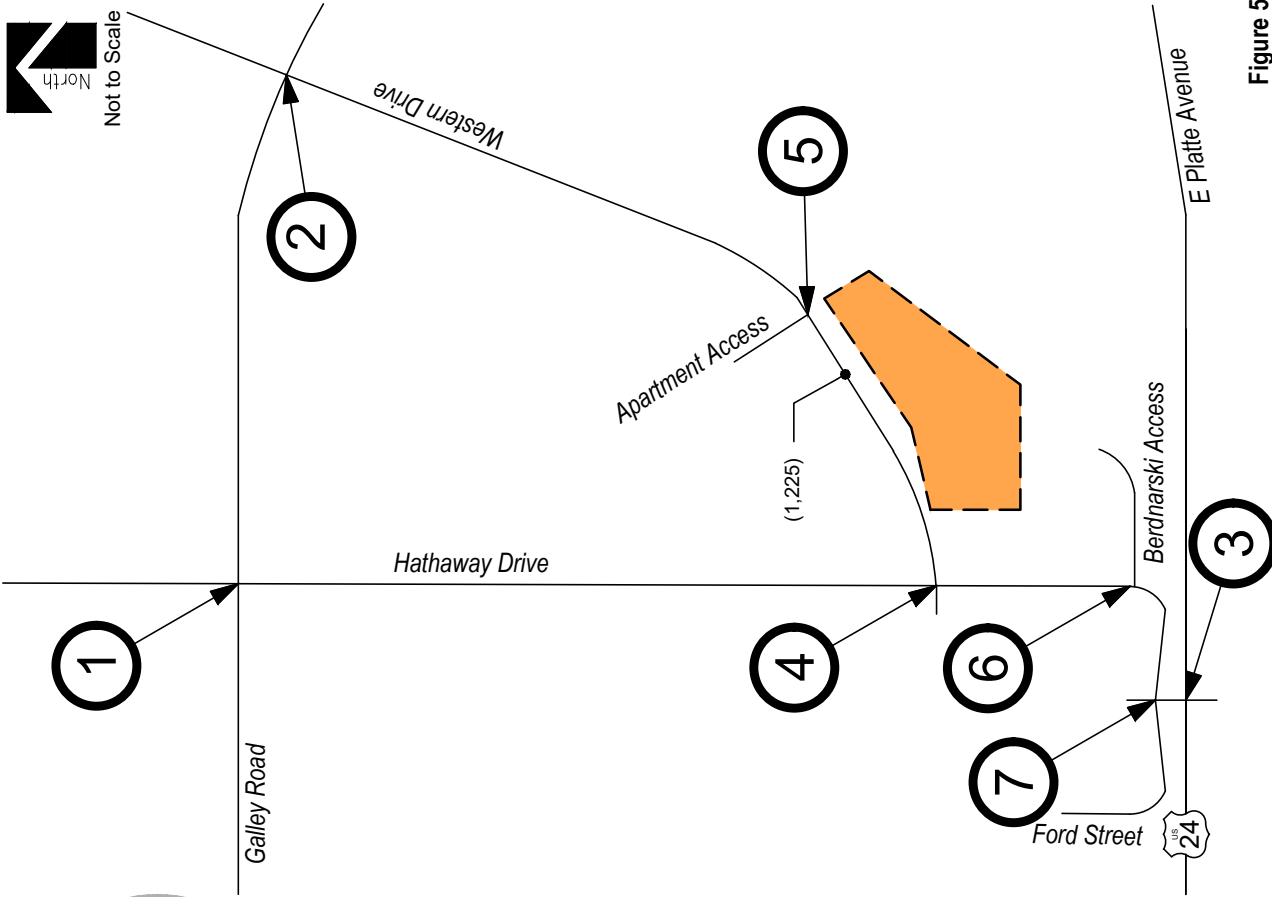 North
Not to Scale
Western Drive
2
5
Apartment Access
(1,225)
1
Hathaway Drive
Galley Road
4
6
7
3
Berdnarski Access
E Platte Avenue
Ford Street
US
24
Figure 5